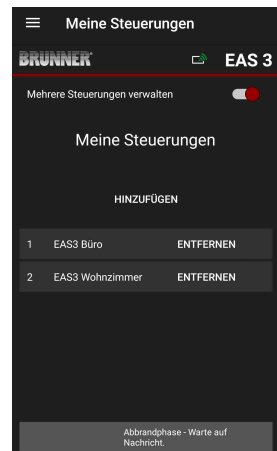 Meine Steuerungen
BRUNNER EAS 3
Mehrere Steuerungen verwalten
Meine Steuerungen
HINZUFÜGEN
1 EAS3 Büro ENTFERNEN
2 EAS3 Wohnzimmer ENTFERNEN
Abbrandphase - Warte auf
Nachricht.